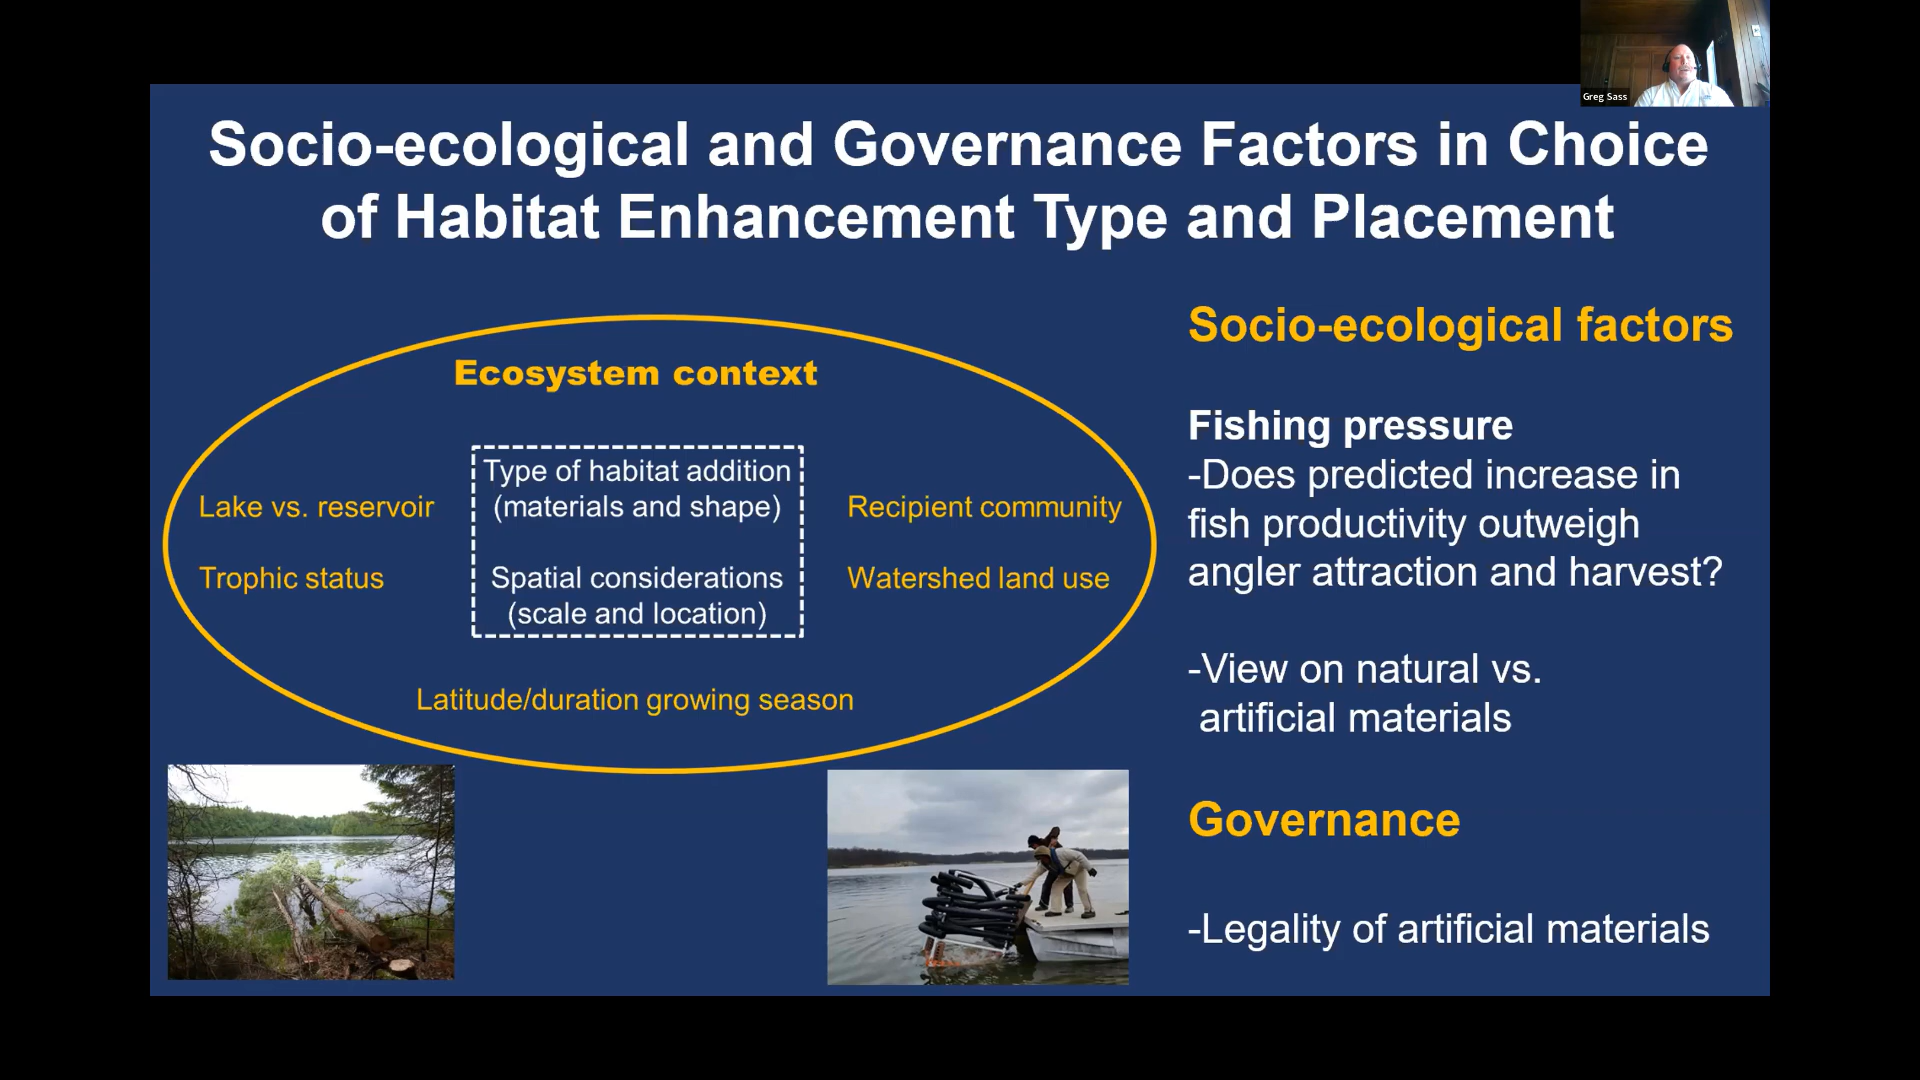 Greg Sass
Socio-ecological and Governance Factors in Choice
of Habitat Enhancement Type and Placement
Ecosystem context
Type of habitat addition
(materials and shape)
Lake vs. reservoir
Recipient community
Trophic status
Spatial considerations
(scale and location)
Watershed land use
Latitude/duration growing season
Socio-ecological factors
Fishing pressure
-Does predicted increase in
fish productivity outweigh
angler attraction and harvest?
-View on natural vs.
artificial materials
Governance
-Legality of artificial materials